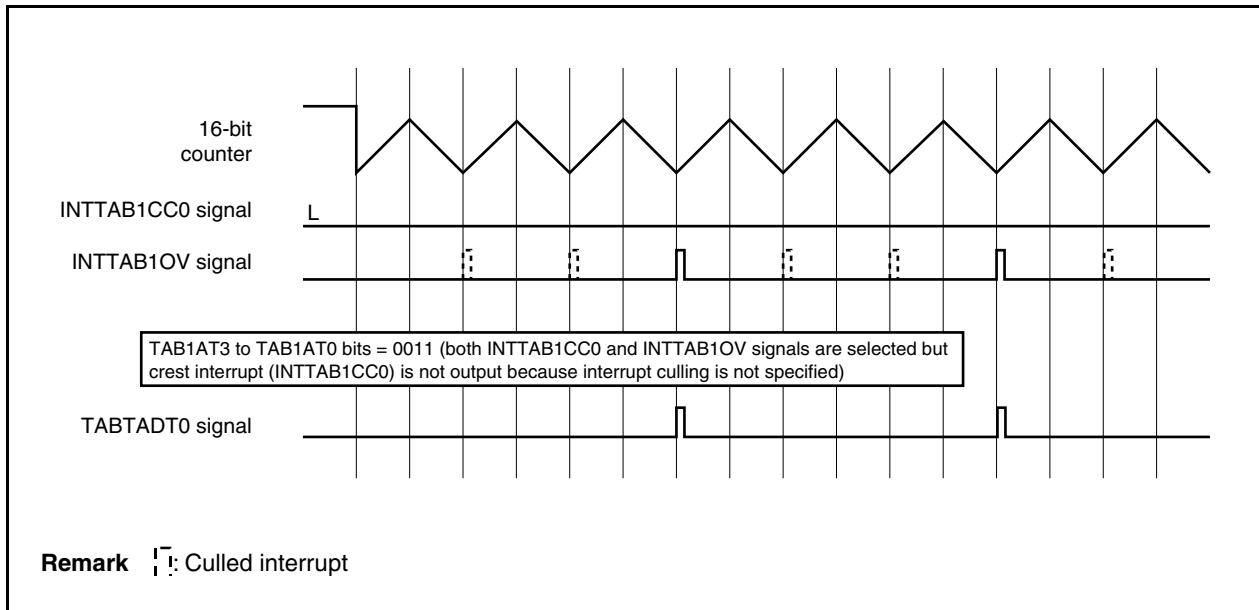 16-bit
counter
INTTAB1CC0 signal
L
INTTAB1OV signal
TAB1AT3 to TAB1AT0 bits = 0011 (both INTTAB1CC0 and INTTAB1OV signals are selected but
crest interrupt (INTTAB1CC0) is not output because interrupt culling is not specified)
TABTADT0 signal
Remark : Culled interrupt